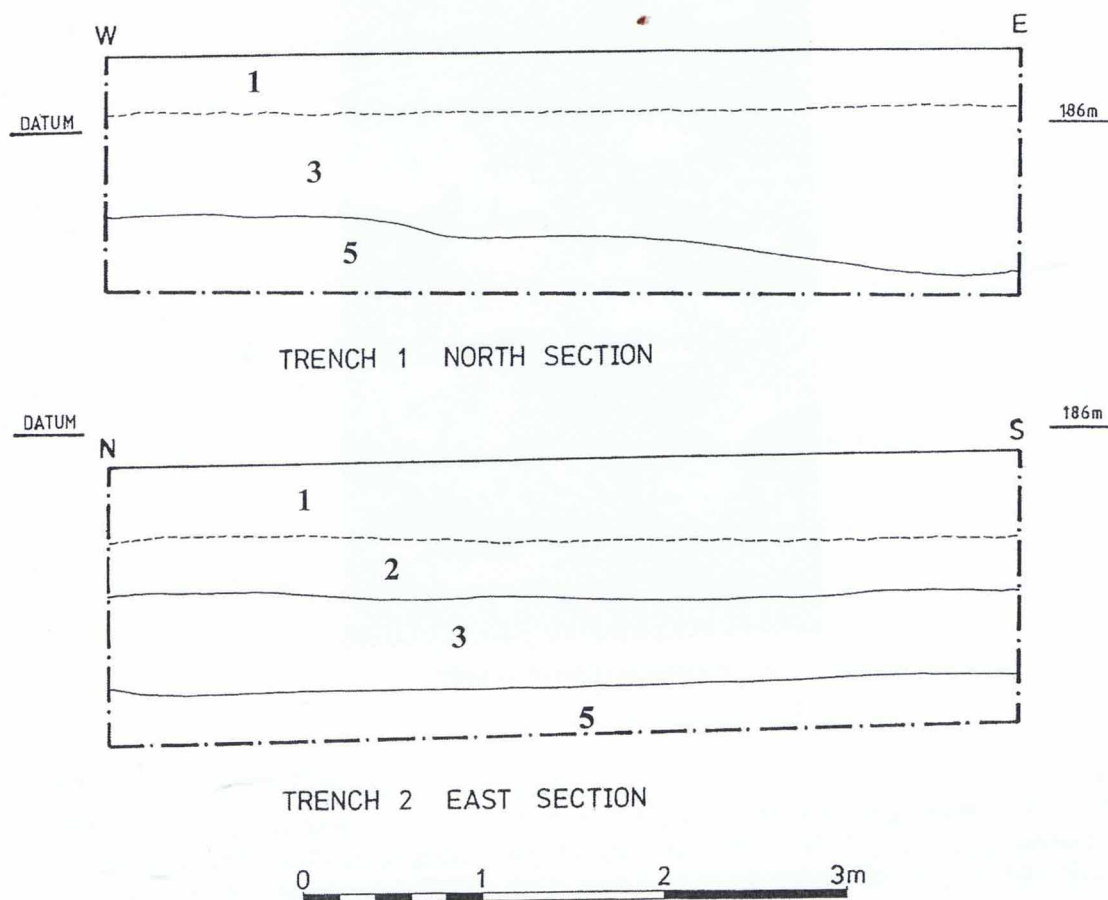 W E
1
DATUM 186m
3
5
TRENCH 1 NORTH SECTION
DATUM 186m
N S
1
2
3
5
TRENCH 2 EAST SECTION
0 1 2 3m